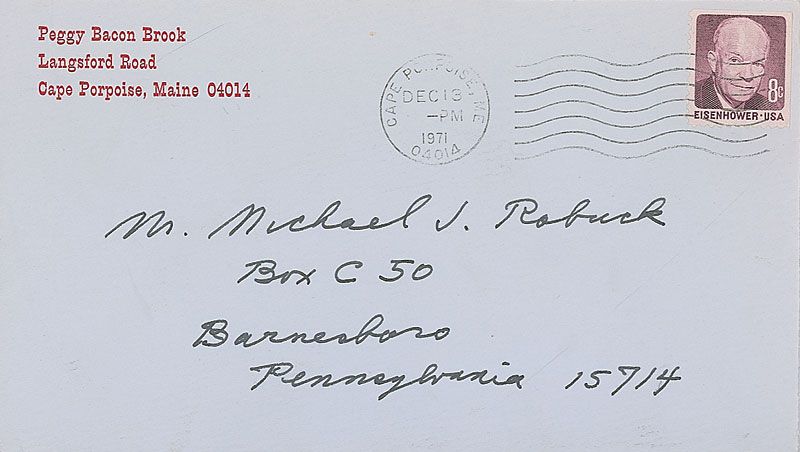 Peggy Bacon Brook
Langsford Road
Cape Porpoise, Maine 04014
CAPE PORPOISE, ME
DEC 13
-PM
1971
04014
8c
EISENHOWER·USA
Mr. Michael J. Robuck
Box C 50
Barnesboro
Pennsylvania 15714